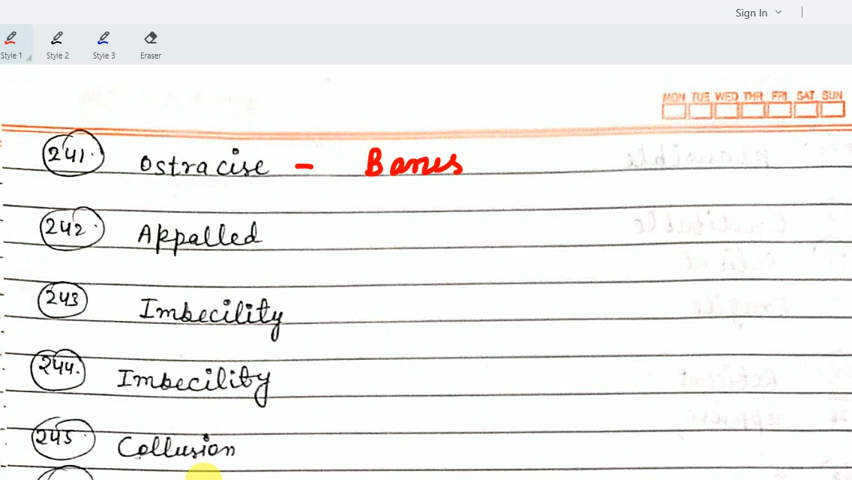 Sign In
Style 1 Style 2 Style 3 Eraser
MON TUE WED THR FRI SAT SUN
241. Ostracise - Banis
242. Appalled
243 Imbecility
244. Imbecility
245. Collusion